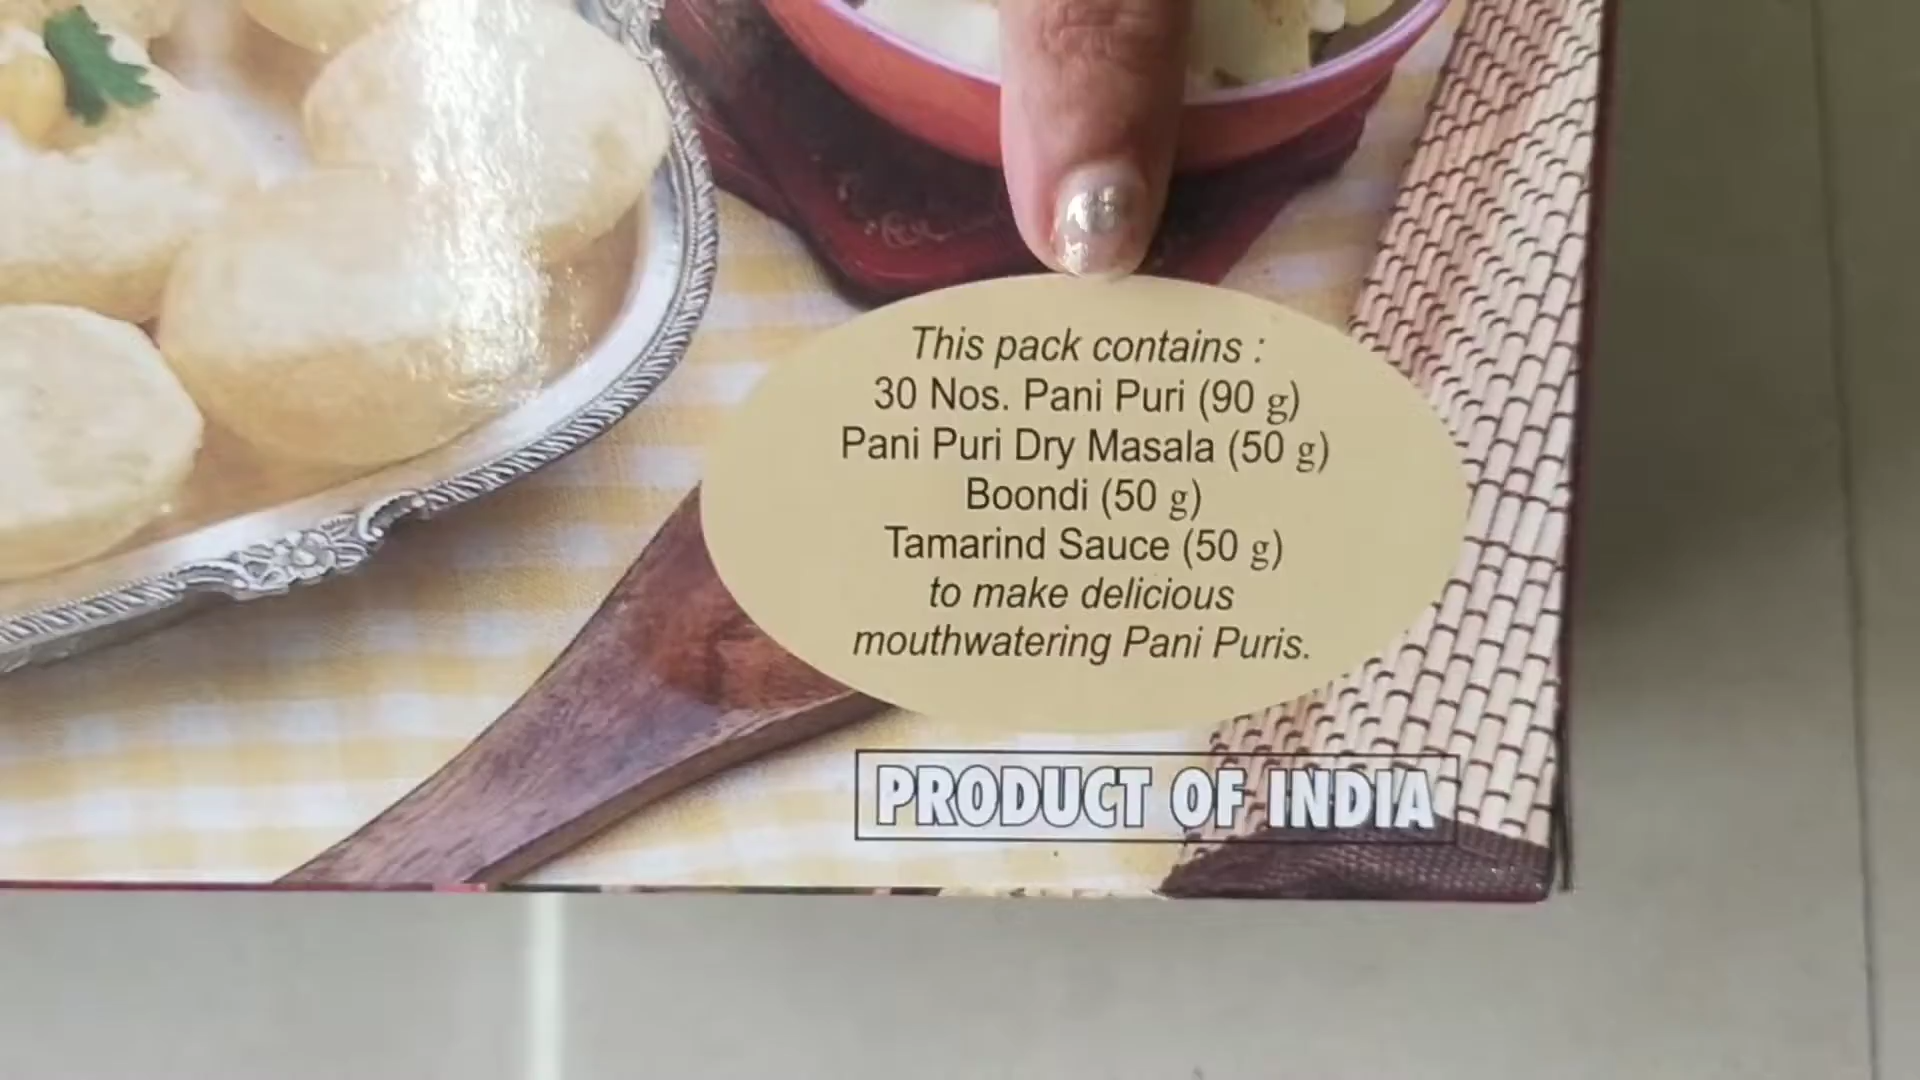 This pack contains :
30 Nos. Pani Puri (90 g)
Pani Puri Dry Masala (50 g)
Boondi (50 g)
Tamarind Sauce (50 g)
to make delicious
mouthwatering Pani Puris.
PRODUCT OF INDIA